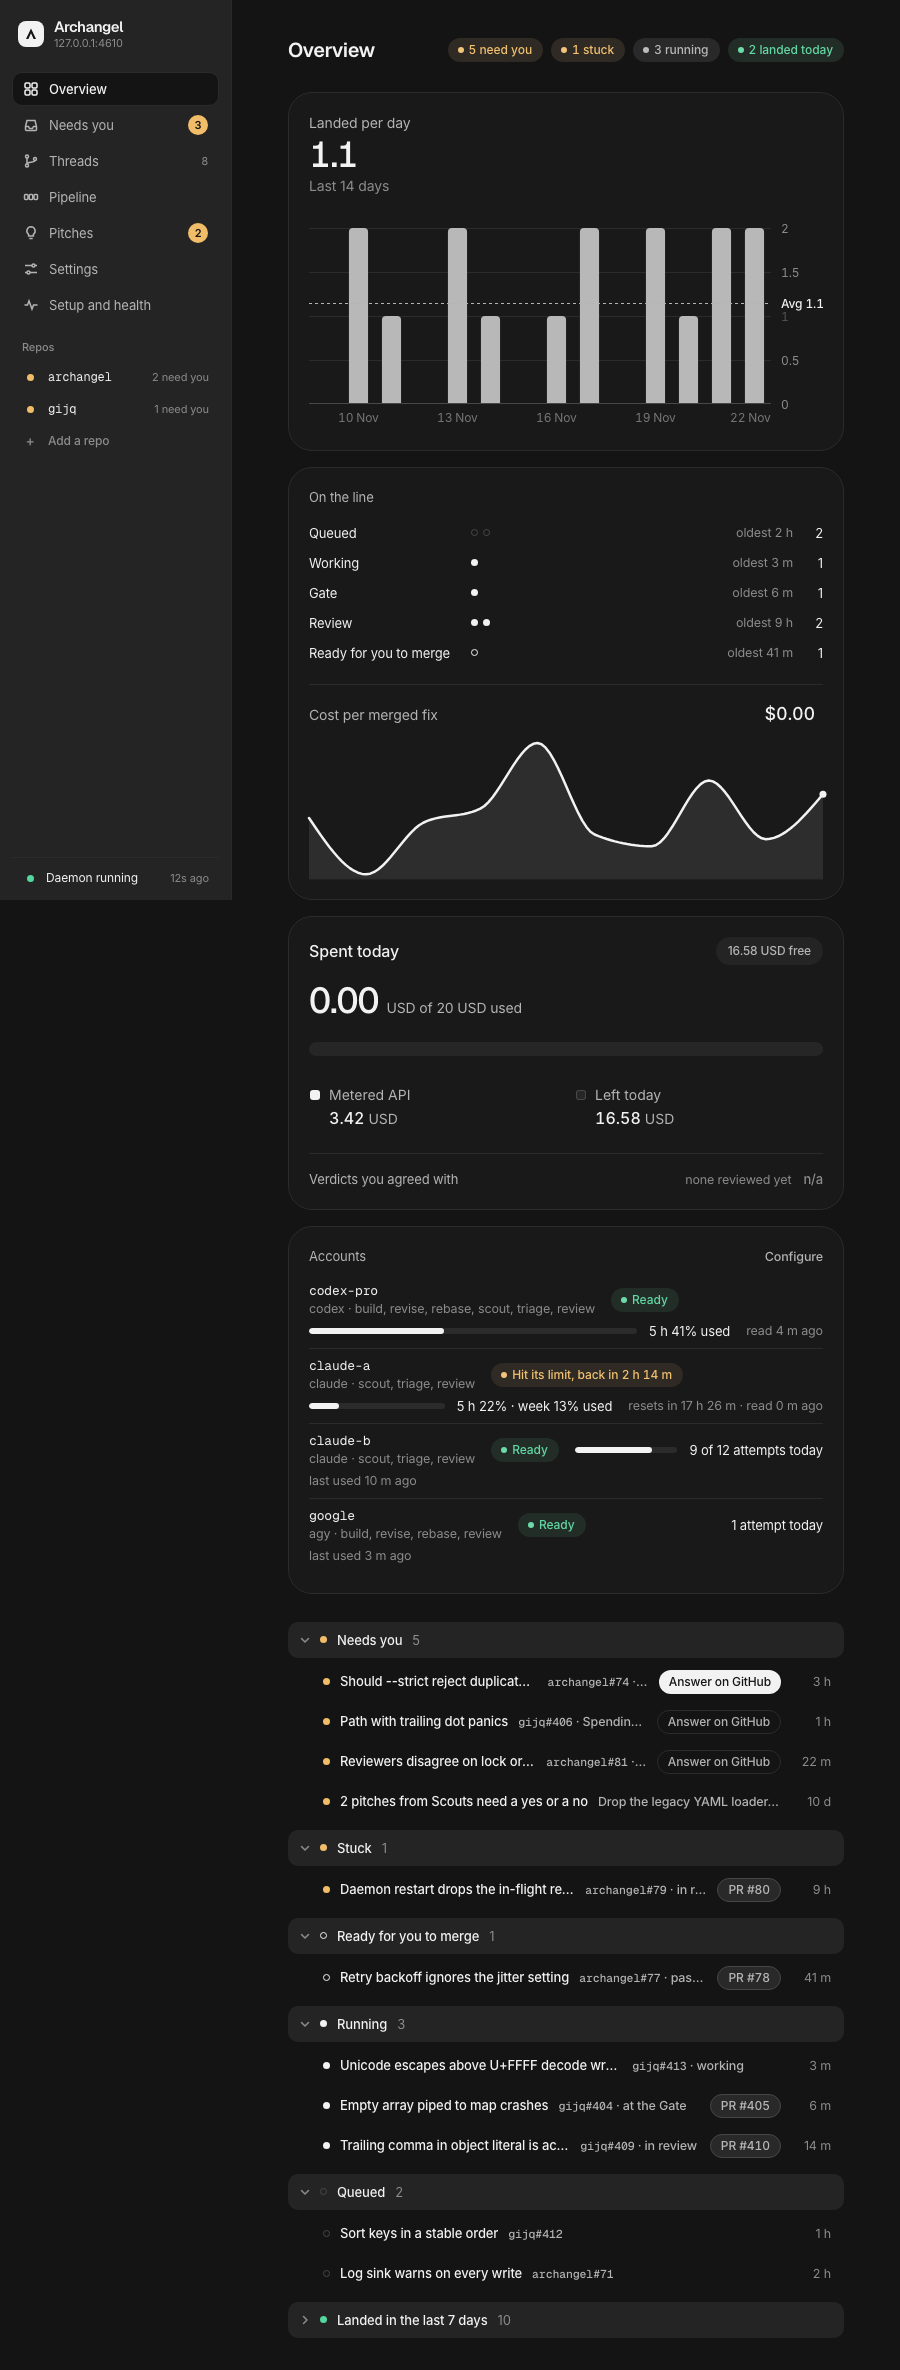 Archangel
127.0.0.1:4610
Overview
Needs you 3
Threads 8
Pipeline
Pitches 2
Settings
Setup and health
Repos
archangel 2 need you
gijq 1 need you
+ Add a repo
Daemon running 12s ago
Overview
5 need you 1 stuck 3 running 2 landed today
Landed per day
1.1
Last 14 days
2
1.5
Avg 1.1
1
0.5
0
10 Nov 13 Nov 16 Nov 19 Nov 22 Nov
On the line
Queued oldest 2 h 2
Working oldest 3 m 1
Gate oldest 6 m 1
Review oldest 9 h 2
Ready for you to merge oldest 41 m 1
Cost per merged fix $0.00
Spent today 16.58 USD free
0.00 USD of 20 USD used
Metered API Left today
3.42 USD 16.58 USD
Verdicts you agreed with none reviewed yet n/a
Accounts Configure
codex-pro
codex · build, revise, rebase, scout, triage, review Ready
5 h 41% used read 4 m ago
claude-a
claude · scout, triage, review Hit its limit, back in 2 h 14 m
5 h 22% · week 13% used resets in 17 h 26 m · read 0 m ago
claude-b
claude · scout, triage, review Ready 9 of 12 attempts today
last used 10 m ago
google
agy · build, revise, rebase, review Ready 1 attempt today
last used 3 m ago
Needs you 5
Should --strict reject duplicat... archangel#74 ·... Answer on GitHub 3 h
Path with trailing dot panics gijq#406 · Spendin... Answer on GitHub 1 h
Reviewers disagree on lock or... archangel#81 ·... Answer on GitHub 22 m
2 pitches from Scouts need a yes or a no Drop the legacy YAML loader... 10 d
Stuck 1
Daemon restart drops the in-flight re... archangel#79 · in r... PR #80 9 h
Ready for you to merge 1
Retry backoff ignores the jitter setting archangel#77 · pas... PR #78 41 m
Running 3
Unicode escapes above U+FFFF decode wr... gijq#413 · working 3 m
Empty array piped to map crashes gijq#404 · at the Gate PR #405 6 m
Trailing comma in object literal is ac... gijq#409 · in review PR #410 14 m
Queued 2
Sort keys in a stable order gijq#412 1 h
Log sink warns on every write archangel#71 2 h
Landed in the last 7 days 10